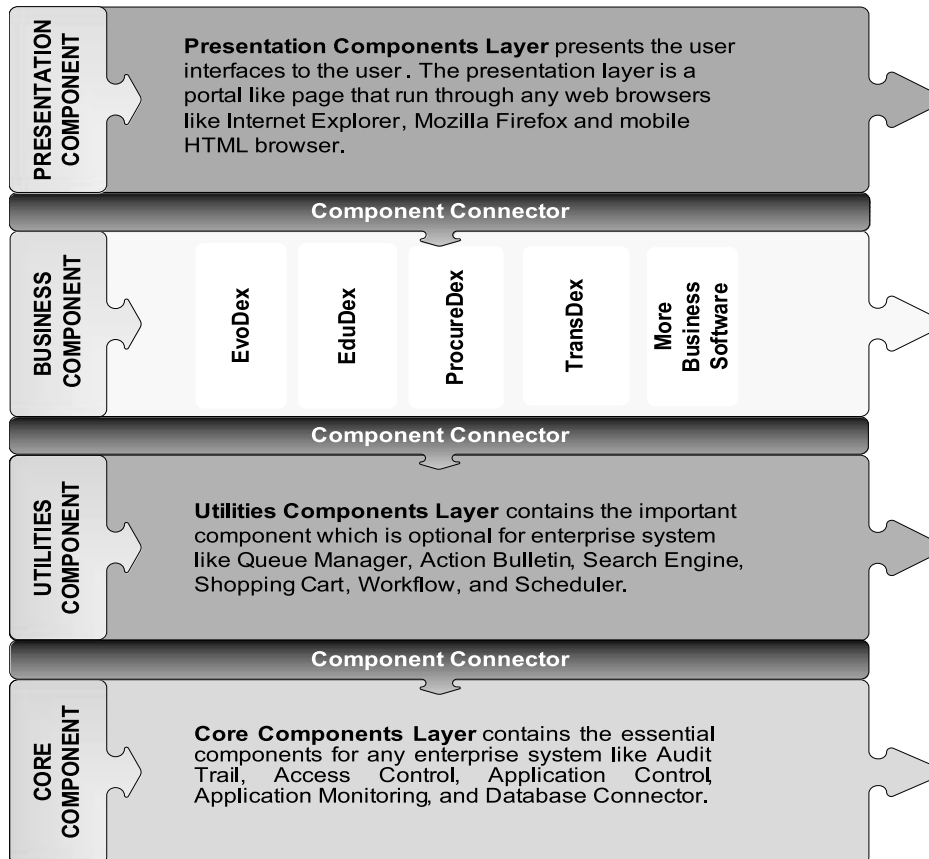 PRESENTATION
COMPONENT
Presentation Components Layer presents the user
interfaces to the user. The presentation layer is a
portal like page that run through any web browsers
like Internet Explorer, Mozilla Firefox and mobile
HTML browser.
Component Connector
BUSINESS
COMPONENT
EvoDex
EduDex
ProcureDex
TransDex
More
Business
Software
Component Connector
UTILITIES
COMPONENT
Utilities Components Layer contains the important
component which is optional for enterprise system
like Queue Manager, Action Bulletin, Search Engine,
Shopping Cart, Workflow, and Scheduler.
Component Connector
CORE
COMPONENT
Core Components Layer contains the essential
components for any enterprise system like Audit
Trail, Access Control, Application Control,
Application Monitoring, and Database Connector.